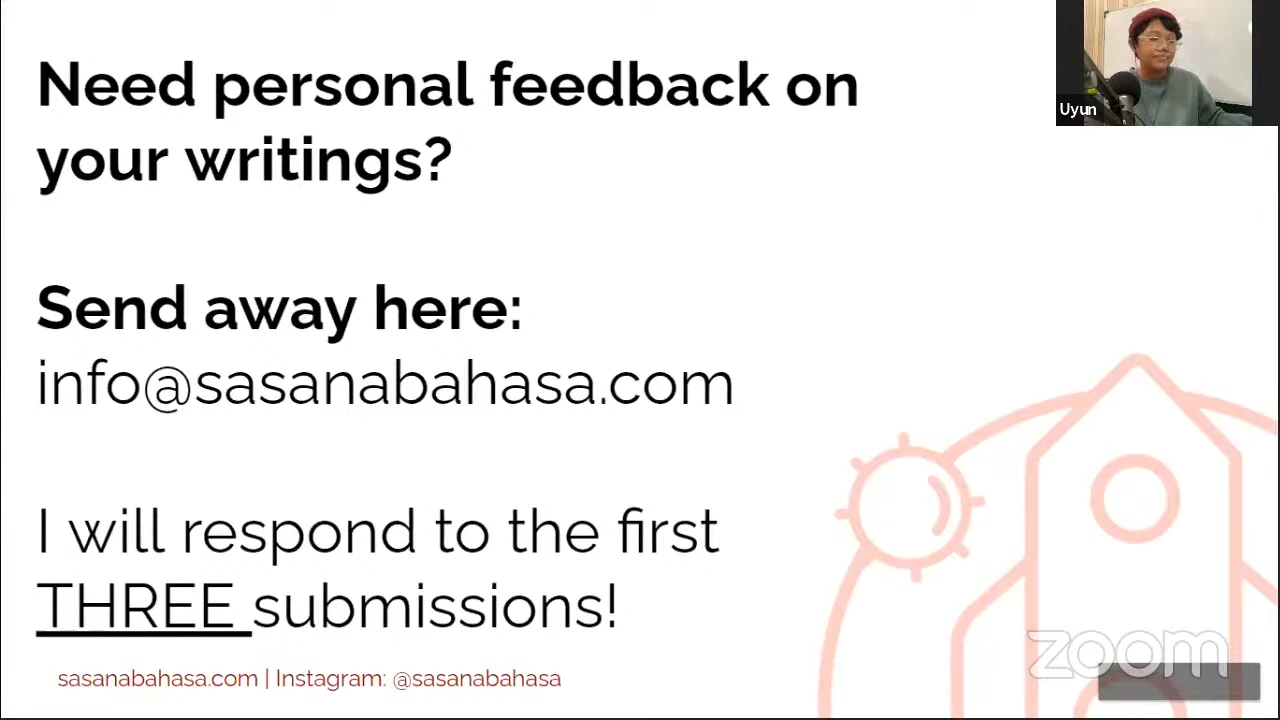 Need personal feedback on
your writings?
Send away here:
info@sasanabahasa.com
I will respond to the first
THREE submissions!
sasanabahasa.com | Instagram: @sasanabahasa
Uyun
zoom